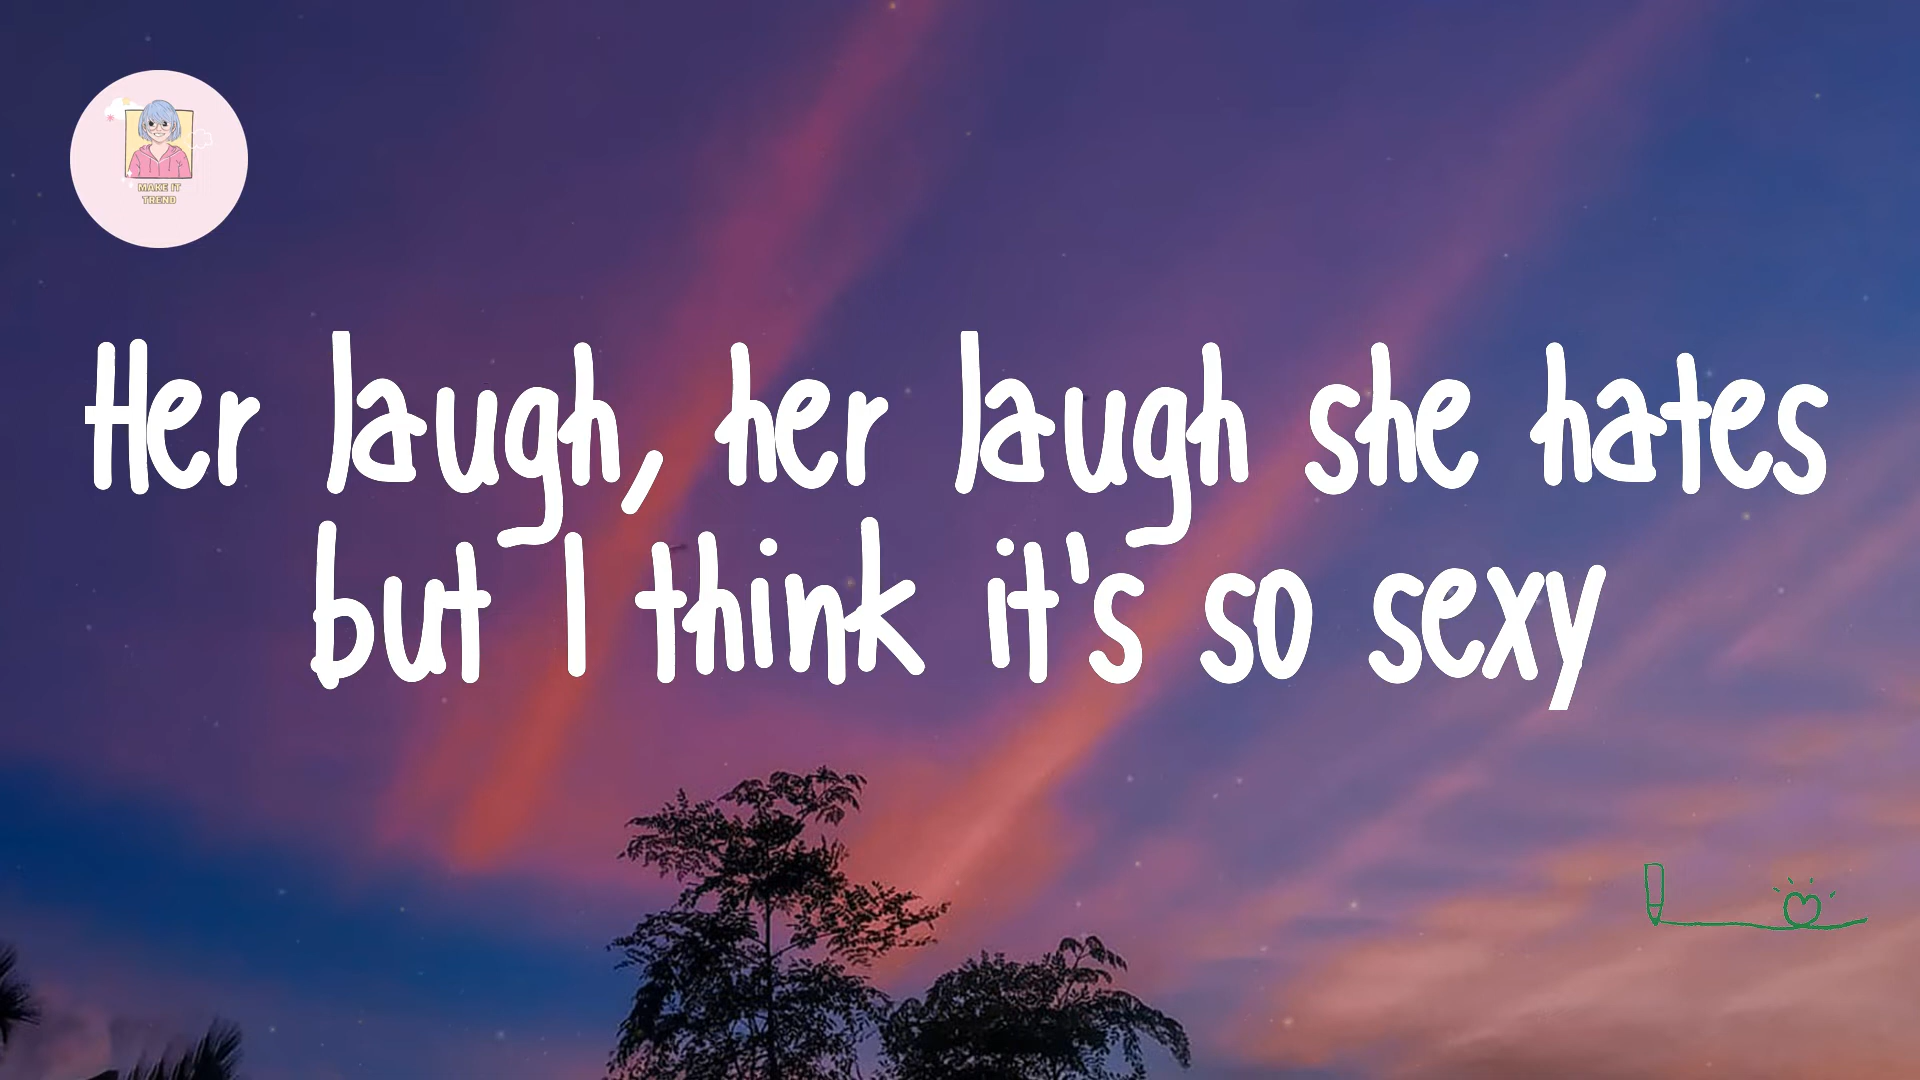 MAKE IT
TREND
Her laugh, her laugh she hates
but I think it's so sexy